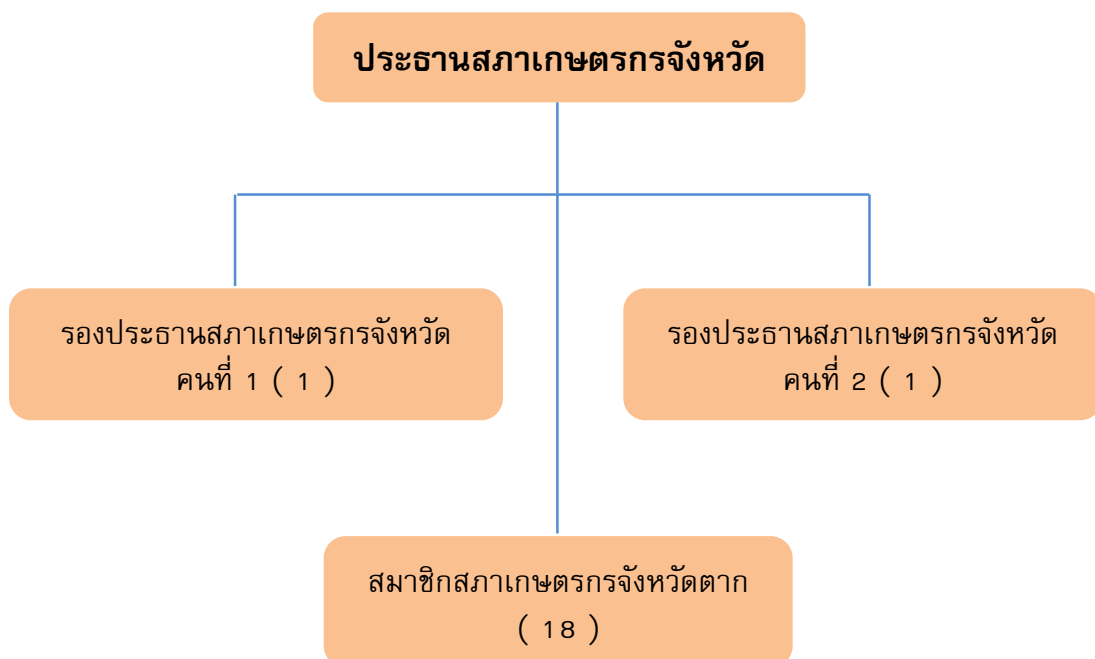 ประธานสภาเกษตรกรจังหวัด
รองประธานสภาเกษตรกรจังหวัด
คนที่ 1 ( 1 )
รองประธานสภาเกษตรกรจังหวัด
คนที่ 2 ( 1 )
สมาชิกสภาเกษตรกรจังหวัดตาก
( 18 )